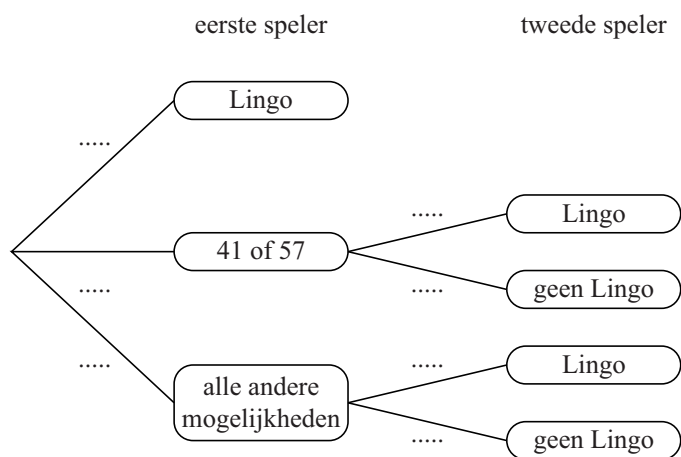 eerste speler
tweede speler
Lingo
.....
.....
Lingo
41 of 57
.....
.....
geen Lingo
.....
.....
Lingo
alle andere
mogelijkheden
.....
geen Lingo